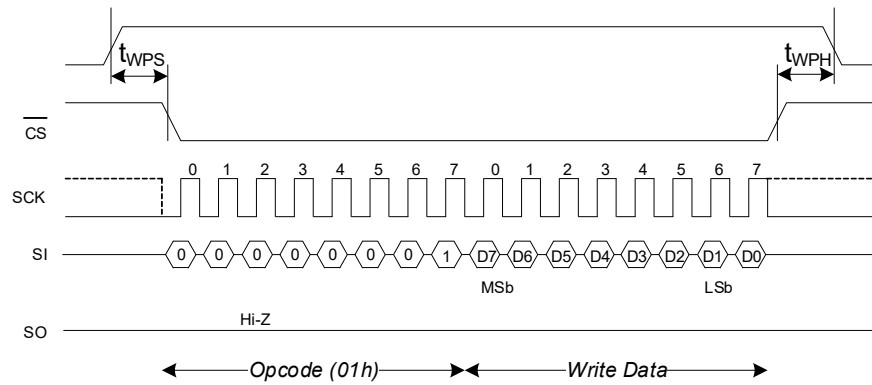 tWPS tWPH
CS
0 1 2 3 4 5 6 7 0 1 2 3 4 5 6 7
SCK
SI 0 0 0 0 0 0 0 1 D7 D6 D5 D4 D3 D2 D1 D0
MSb LSb
Hi-Z
SO
Opcode (01h) Write Data